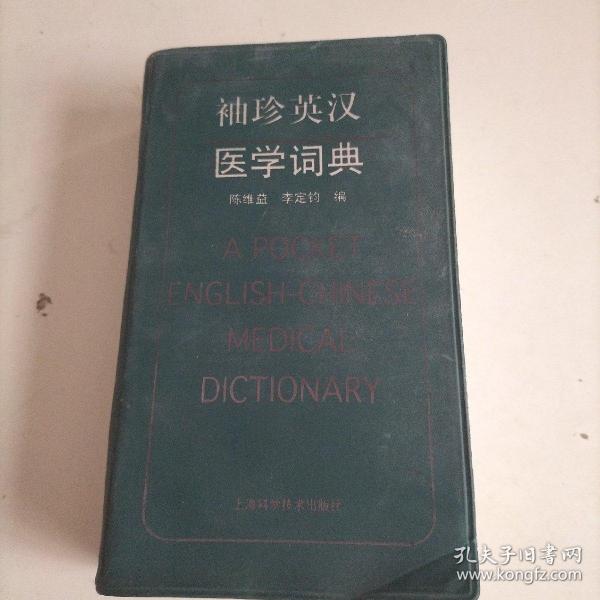 袖珍英汉
医学词典
陈维益 李定钧 编
A POCKET
ENGLISH-CHINESE
MEDICAL
DICTIONARY
上海科学技术出版社
孔夫子旧书网
www.kongfz.com